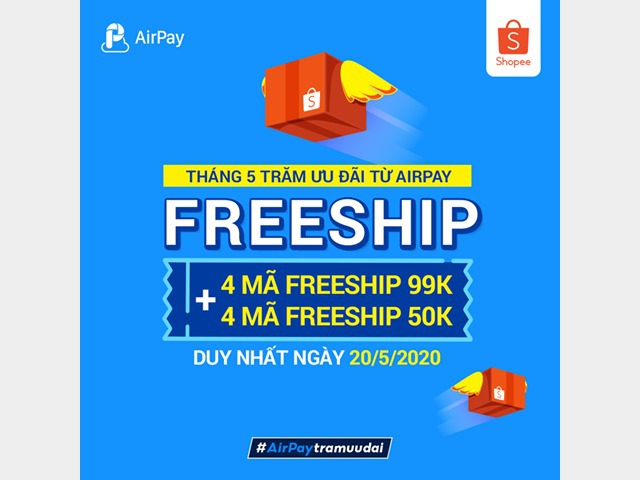 AirPay
S
Shopee
S
THÁNG 5 TRĂM ƯU ĐÃI TỪ AIRPAY
FREESHIP
+ 4 MÃ FREESHIP 99K
4 MÃ FREESHIP 50K
DUY NHẤT NGÀY 20/5/2020
S
#AirPaytramuudai